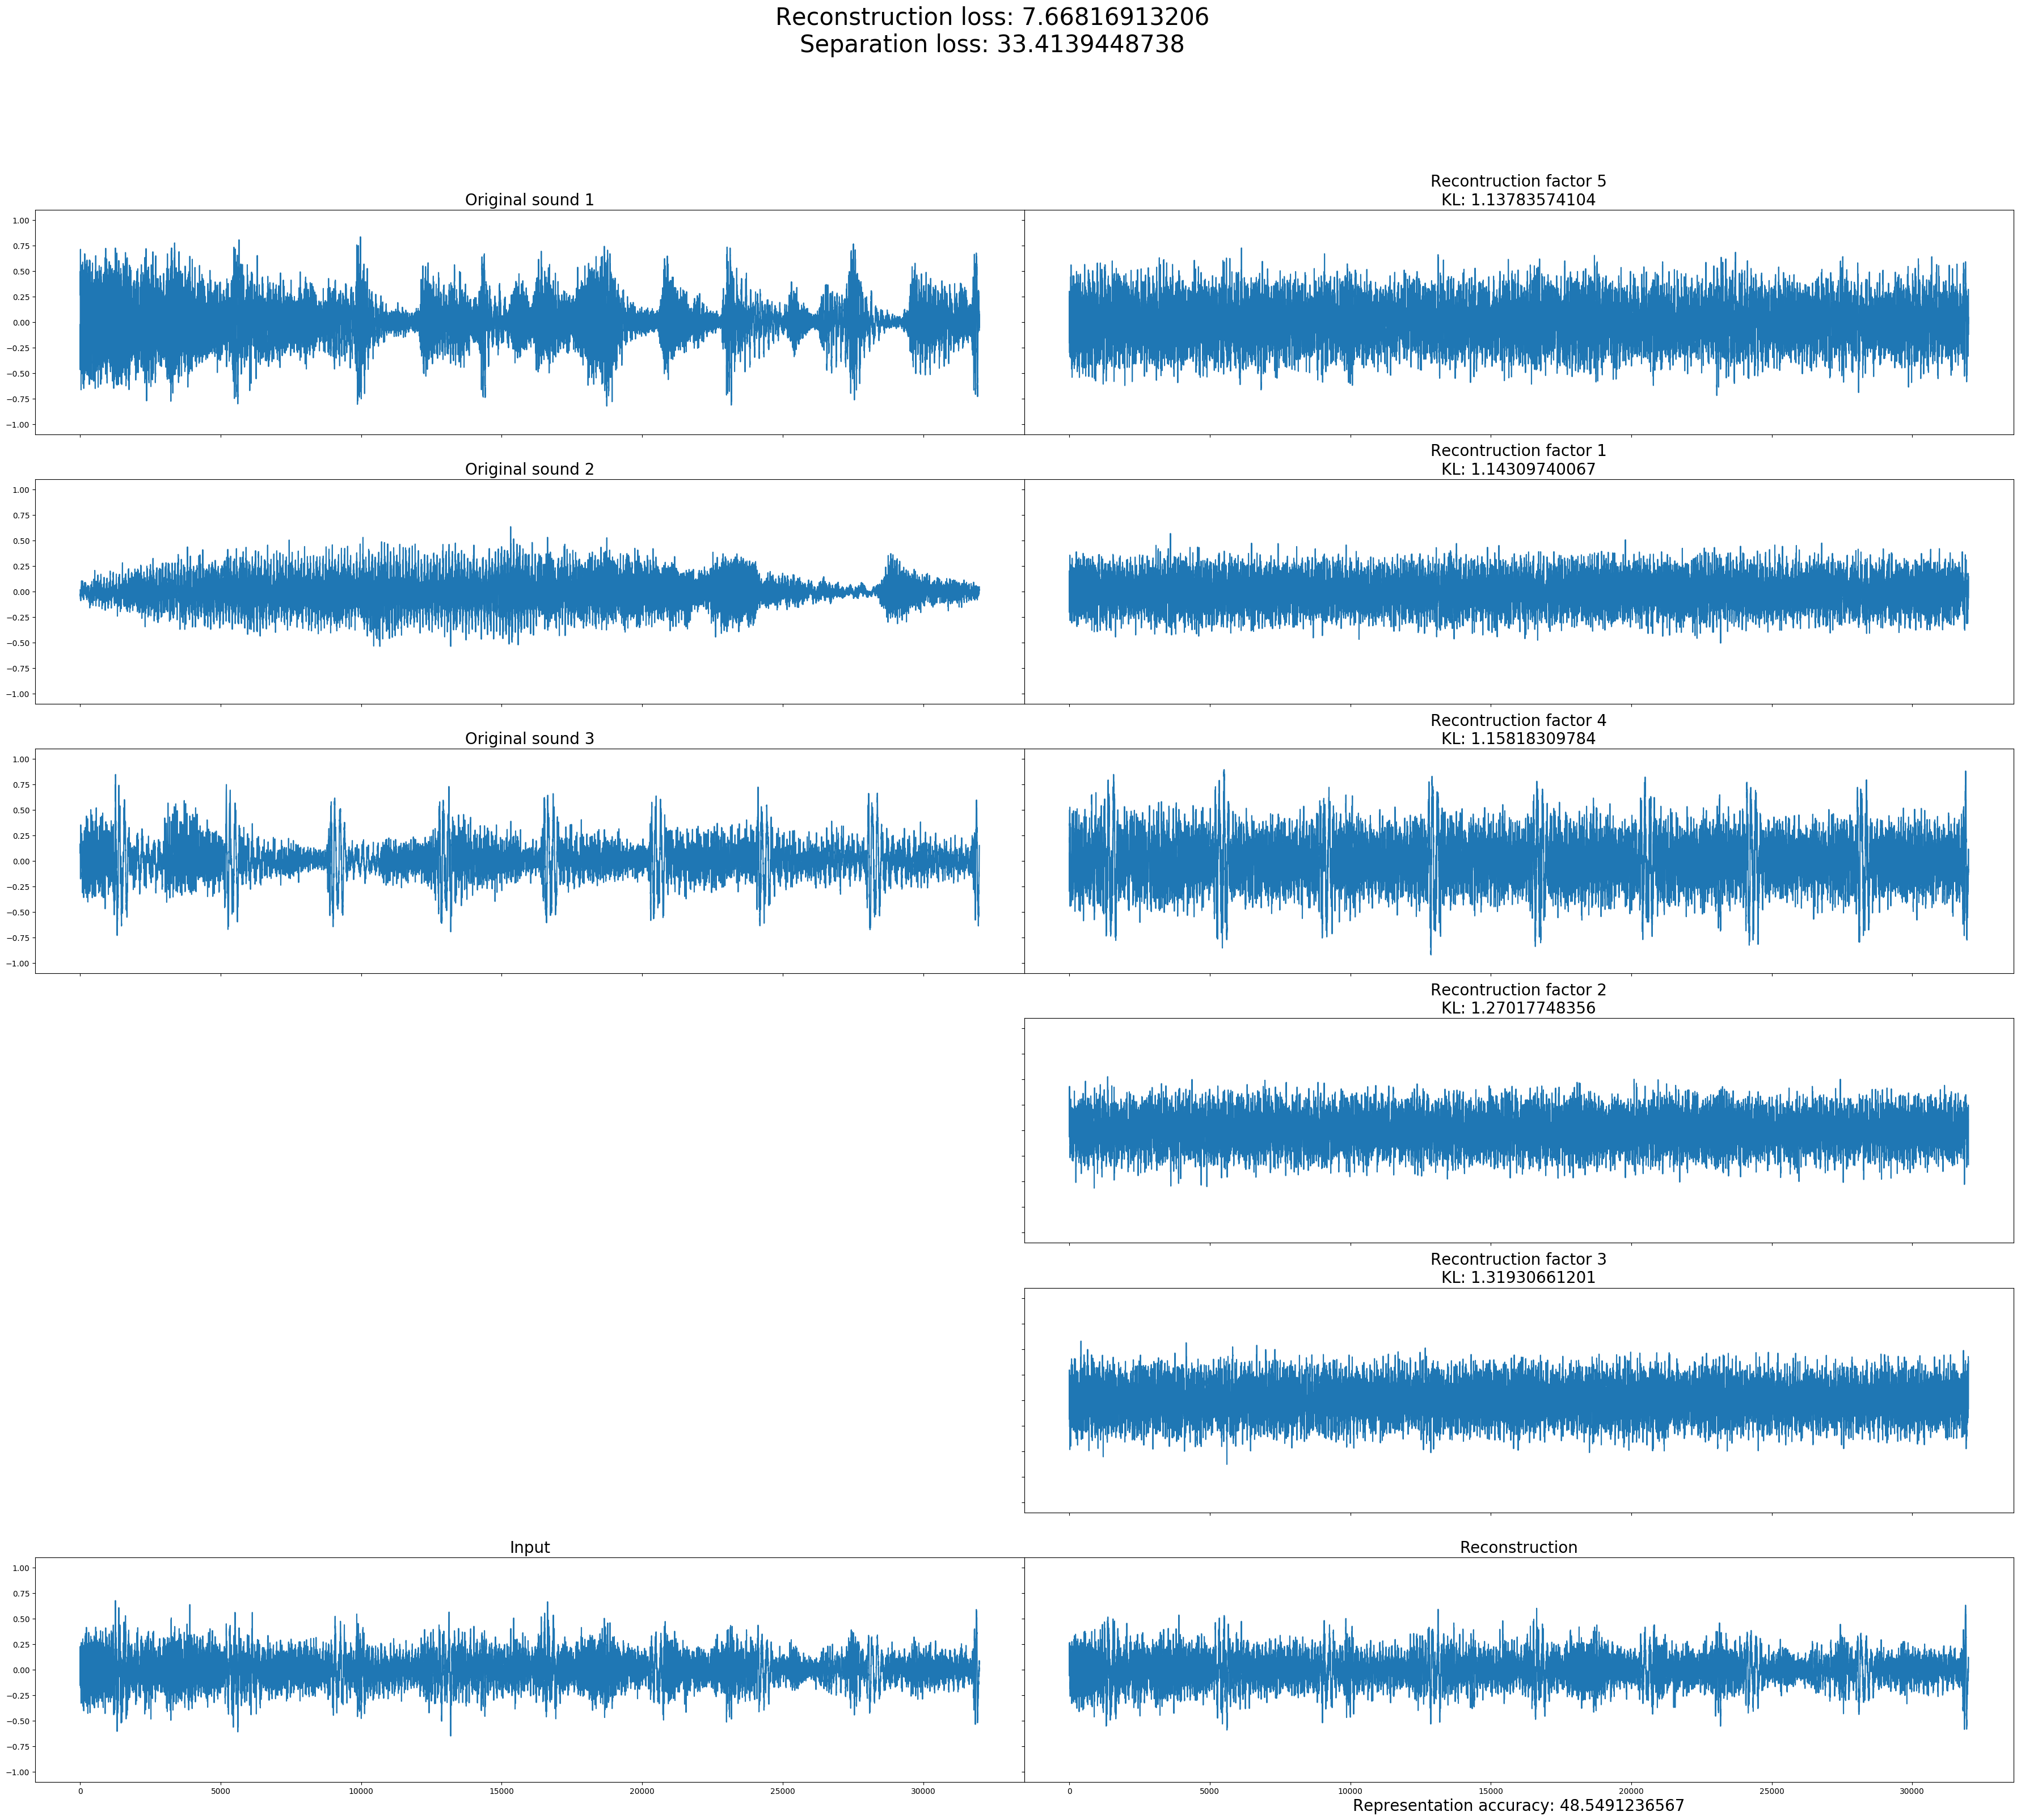 Reconstruction loss: 7.66816913206
Separation loss: 33.4139448738
Original sound 1
1.00
0.75
0.50
0.25
0.00
−0.25
−0.50
−0.75
−1.00
Recontruction factor 5
KL: 1.13783574104
Original sound 2
1.00
0.75
0.50
0.25
0.00
−0.25
−0.50
−0.75
−1.00
Recontruction factor 1
KL: 1.14309740067
Original sound 3
1.00
0.75
0.50
0.25
0.00
−0.25
−0.50
−0.75
−1.00
Recontruction factor 4
KL: 1.15818309784
Recontruction factor 2
KL: 1.27017748356
Recontruction factor 3
KL: 1.31930661201
Input
1.00
0.75
0.50
0.25
0.00
−0.25
−0.50
−0.75
−1.00
0 5000 10000 15000 20000 25000 30000
Reconstruction
0 5000 10000 15000 20000 25000 30000
Representation accuracy: 48.5491236567